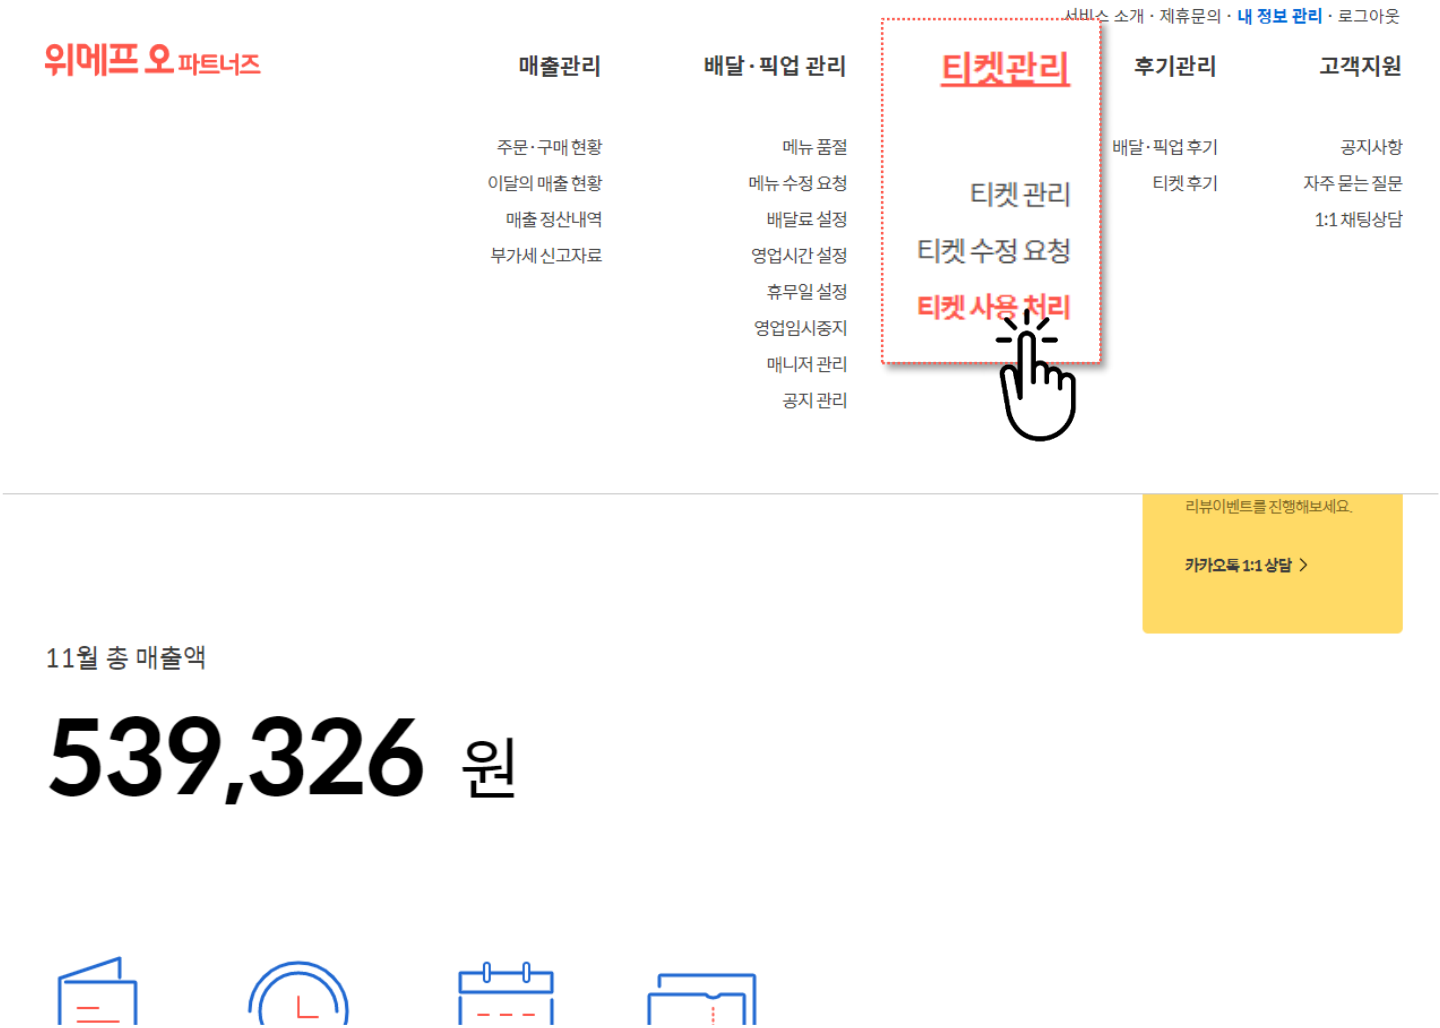 서비스 소개 · 제휴문의 · 내 정보 관리 · 로그아웃
위메프 오 파트너즈
매출관리
주문·구매 현황
이달의 매출 현황
매출 정산내역
부가세 신고자료
배달·픽업 관리
메뉴 품절
메뉴 수정 요청
배달료 설정
영업시간 설정
휴무일 설정
영업임시중지
매니저 관리
공지 관리
티켓관리
티켓 관리
티켓 수정 요청
티켓 사용 처리
후기관리
배달·픽업 후기
티켓 후기
고객지원
공지사항
자주 묻는 질문
1:1 채팅상담
리뷰이벤트를 진행해보세요.
카카오톡 1:1 상담 >
11월 총 매출액
539,326 원